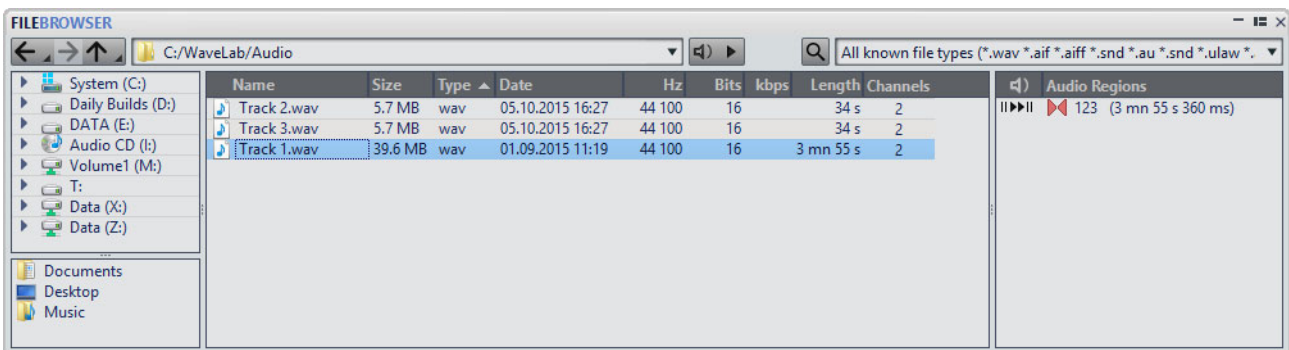 FILEBROWSER
C:/WaveLab/Audio
All known file types (*.wav *.aif *.aiff *.snd *.au *.snd *.ulaw *.
System (C:)
Daily Builds (D:)
DATA (E:)
Audio CD (I:)
Volume1 (M:)
T:
Data (X:)
Data (Z:)
Documents
Desktop
Music
Name Size Type Date Hz Bits kbps Length Channels
Track 2.wav 5.7 MB wav 05.10.2015 16:27 44 100 16 34 s 2
Track 3.wav 5.7 MB wav 05.10.2015 16:27 44 100 16 34 s 2
Track 1.wav 39.6 MB wav 01.09.2015 11:19 44 100 16 3 mn 55 s 2
Audio Regions
123 (3 mn 55 s 360 ms)